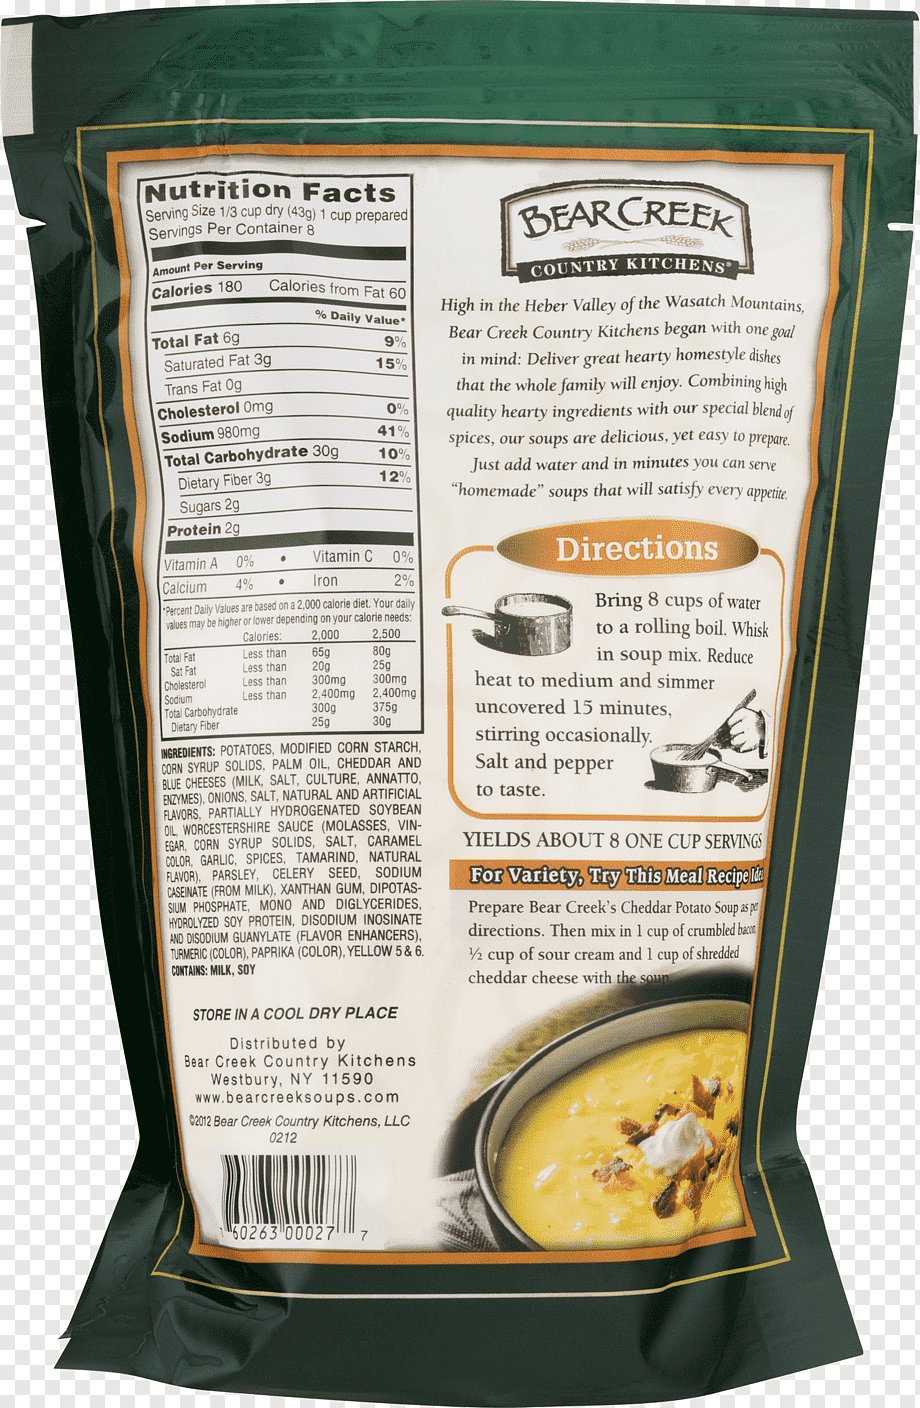 Nutrition Facts
Serving Size 1/3 cup dry (43g) 1 cup prepared
Servings Per Container 8
Amount Per Serving
Calories 180 Calories from Fat 60
% Daily Value*
Total Fat 6g 9%
Saturated Fat 3g 15%
Trans Fat 0g
Cholesterol 0mg 0%
Sodium 980mg 41%
Total Carbohydrate 30g 10%
Dietary Fiber 3g 12%
Sugars 2g
Protein 2g
Vitamin A 0% • Vitamin C 0%
Calcium 4% • Iron 2%
*Percent Daily Values are based on a 2,000 calorie diet. Your daily
values may be higher or lower depending on your calorie needs:
Calories: 2,000 2,500
Total Fat Less than 65g 80g
Sat Fat Less than 20g 25g
Cholesterol Less than 300mg 300mg
Sodium Less than 2,400mg 2,400mg
Total Carbohydrate 300g 375g
Dietary Fiber 25g 30g
INGREDIENTS: POTATOES, MODIFIED CORN STARCH,
CORN SYRUP SOLIDS, PALM OIL, CHEDDAR AND
BLUE CHEESES (MILK, SALT, CULTURE, ANNATTO,
ENZYMES), ONIONS, SALT, NATURAL AND ARTIFICIAL
FLAVORS, PARTIALLY HYDROGENATED SOYBEAN
OIL, WORCESTERSHIRE SAUCE (MOLASSES, VIN-
EGAR, CORN SYRUP SOLIDS, SALT, CARAMEL
COLOR, GARLIC, SPICES, TAMARIND, NATURAL
FLAVOR), PARSLEY, CELERY SEED, SODIUM
CASEINATE (FROM MILK), XANTHAN GUM, DIPOTAS-
SIUM PHOSPHATE, MONO AND DIGLYCERIDES,
HYDROLYZED SOY PROTEIN, DISODIUM INOSINATE
AND DISODIUM GUANYLATE (FLAVOR ENHANCERS),
TURMERIC (COLOR), PAPRIKA (COLOR), YELLOW 5 & 6.
CONTAINS: MILK, SOY
STORE IN A COOL DRY PLACE
Distributed by
Bear Creek Country Kitchens
Westbury, NY 11590
www.bearcreeksoups.com
©2012 Bear Creek Country Kitchens, LLC
0212
1 60263 00027 7
BEAR CREEK
COUNTRY KITCHENS®
High in the Heber Valley of the Wasatch Mountains,
Bear Creek Country Kitchens began with one goal
in mind: Deliver great hearty homestyle dishes
that the whole family will enjoy. Combining high
quality hearty ingredients with our special blend of
spices, our soups are delicious, yet easy to prepare.
Just add water and in minutes you can serve
"homemade" soups that will satisfy every appetite.
Directions
Bring 8 cups of water
to a rolling boil. Whisk
in soup mix. Reduce
heat to medium and simmer
uncovered 15 minutes,
stirring occasionally.
Salt and pepper
to taste.
YIELDS ABOUT 8 ONE CUP SERVINGS
For Variety, Try This Meal Recipe Ide
Prepare Bear Creek's Cheddar Potato Soup as per
directions. Then mix in 1 cup of crumbled bacon,
½ cup of sour cream and 1 cup of shredded
cheddar cheese with the soup.